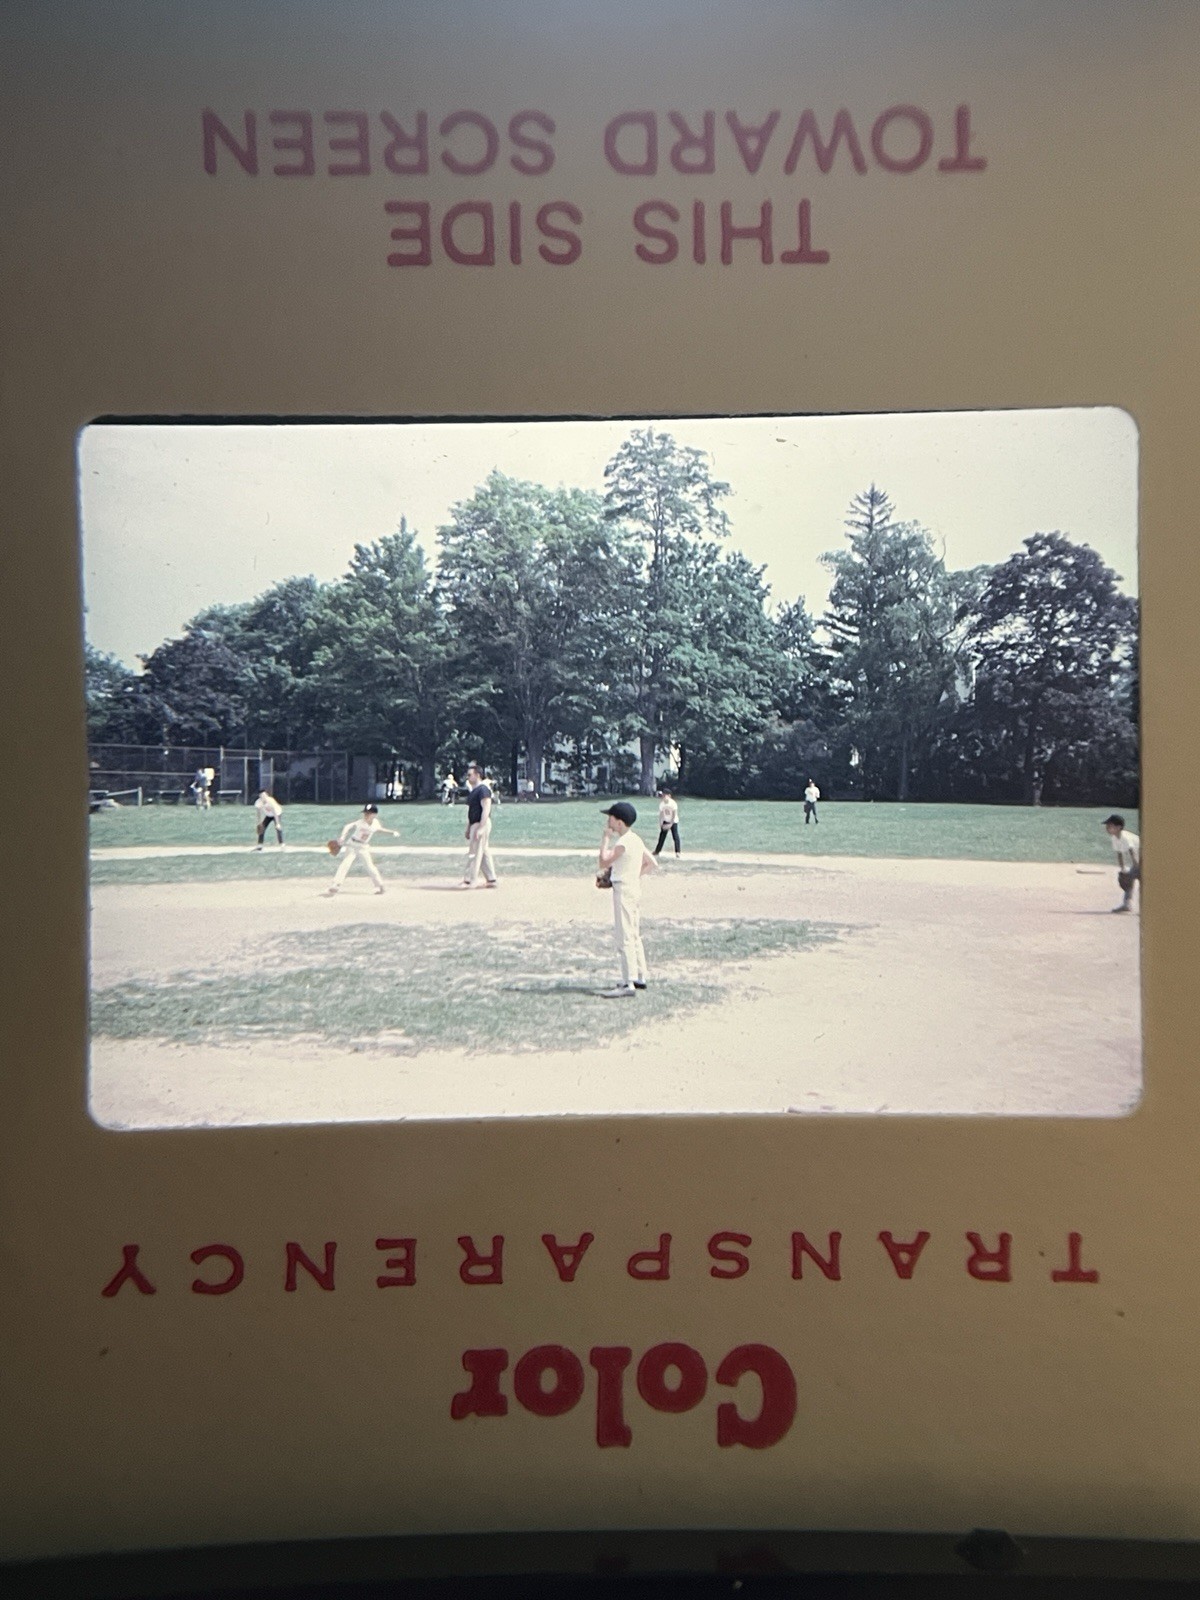 Color
TRANSPARENCY
THIS SIDE
TOWARD SCREEN